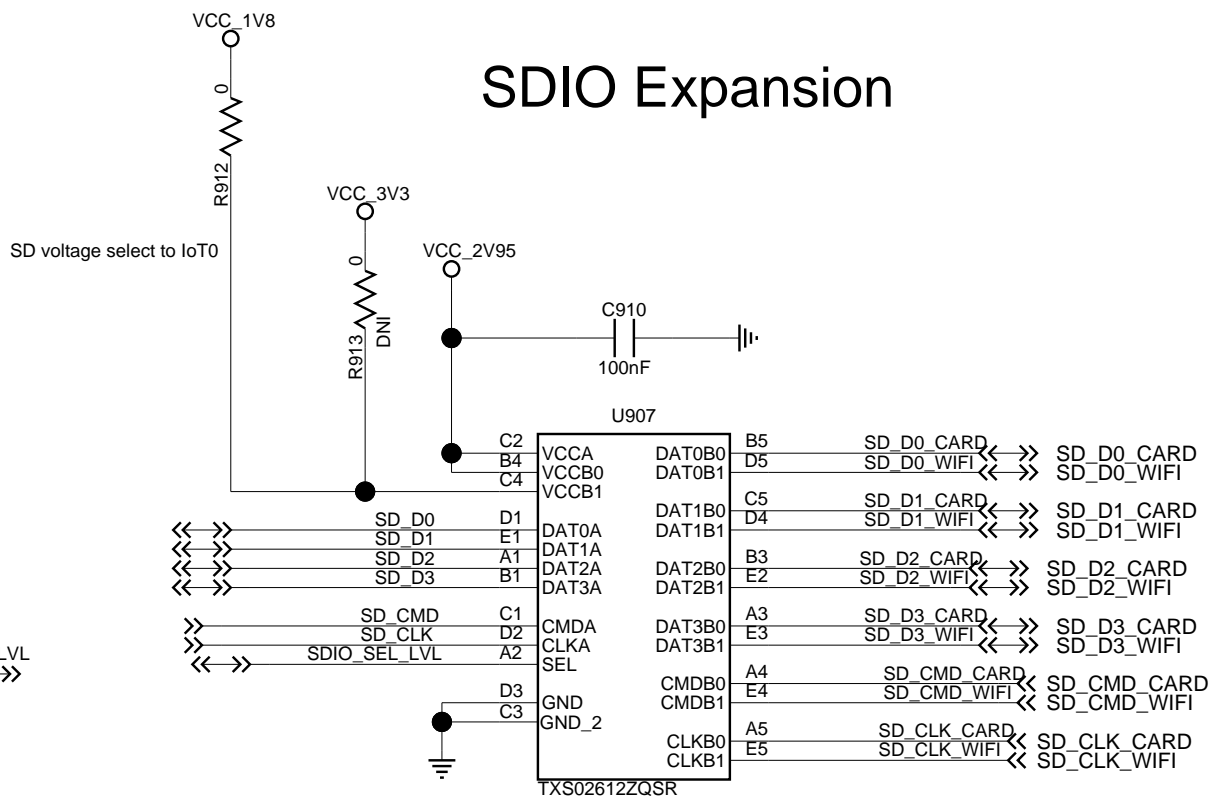 VCC_1V8
SDIO Expansion
0
R912
VCC_3V3
SD voltage select to IoT0
VCC_2V95
0
R913
DNI
C910
100nF
U907
C2 VCCA DAT0B0 B5 SD_D0_CARD SD_D0_CARD
B4 VCCB0 DAT0B1 D5 SD_D0_WIFI SD_D0_WIFI
C4 VCCB1
DAT1B0 C5 SD_D1_CARD SD_D1_CARD
SD_D0 D1 DAT0A DAT1B1 D4 SD_D1_WIFI SD_D1_WIFI
SD_D1 E1 DAT1A
SD_D2 A1 DAT2A DAT2B0 B3 SD_D2_CARD SD_D2_CARD
SD_D3 B1 DAT3A DAT2B1 E2 SD_D2_WIFI SD_D2_WIFI
SD_CMD C1 CMDA DAT3B0 A3 SD_D3_CARD SD_D3_CARD
SD_CLK D2 CLKA DAT3B1 E3 SD_D3_WIFI SD_D3_WIFI
LVL
SDIO_SEL_LVL A2 SEL
CMDB0 A4 SD_CMD_CARD SD_CMD_CARD
D3 GND CMDB1 E4 SD_CMD_WIFI SD_CMD_WIFI
C3 GND_2
CLKB0 A5 SD_CLK_CARD SD_CLK_CARD
CLKB1 E5 SD_CLK_WIFI SD_CLK_WIFI
TXS02612ZQSR